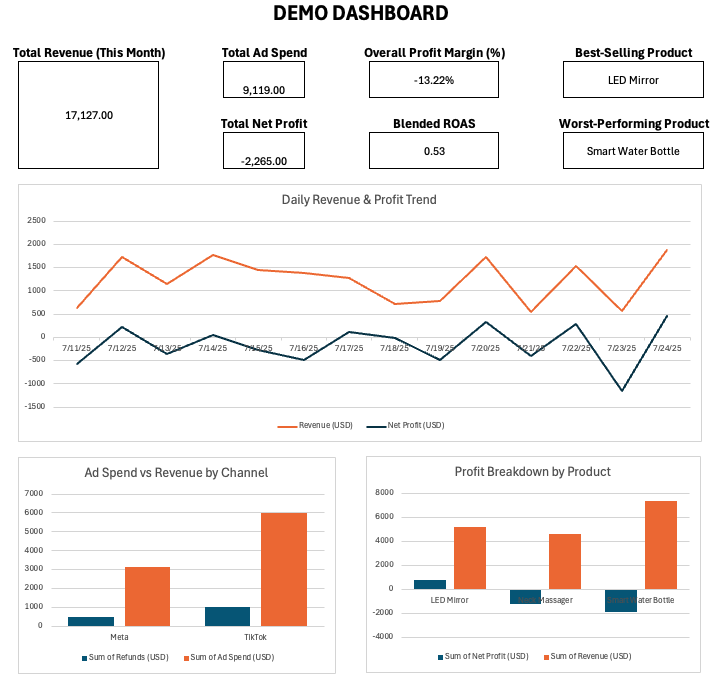 DEMO DASHBOARD
Total Revenue (This Month)
Total Ad Spend
Overall Profit Margin (%)
Best-Selling Product
17,127.00
9,119.00
-13.22%
LED Mirror
Total Net Profit
Blended ROAS
Worst-Performing Product
-2,265.00
0.53
Smart Water Bottle
Daily Revenue & Profit Trend
2500
2000
1500
1000
500
0
-500
-1000
-1500
7/11/25 7/12/25 7/13/25 7/14/25 7/15/25 7/16/25 7/17/25 7/18/25 7/19/25 7/20/25 7/21/25 7/22/25 7/23/25 7/24/25
Revenue (USD) Net Profit (USD)
Ad Spend vs Revenue by Channel
7000
6000
5000
4000
3000
2000
1000
0
Meta TikTok
Sum of Refunds (USD) Sum of Ad Spend (USD)
Profit Breakdown by Product
8000
6000
4000
2000
0
-2000
-4000
LED Mirror Massager Water Bottle
Sum of Net Profit (USD) Sum of Revenue (USD)